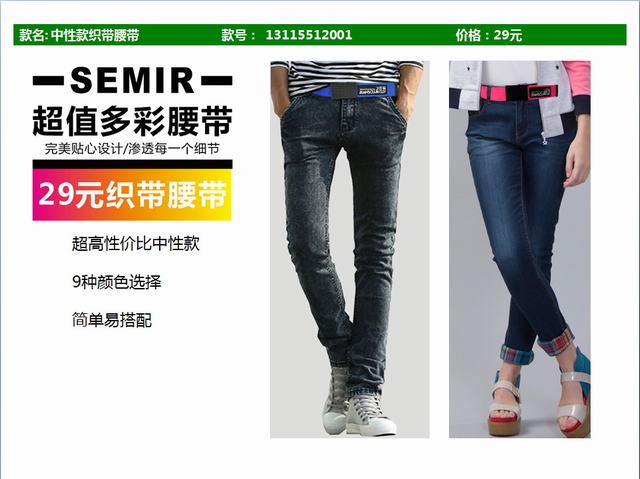 款名: 中性款织带腰带 款号： 13115512001 价格：29元
SEMIR
超值多彩腰带
完美贴心设计/渗透每一个细节
29元织带腰带
超高性价比中性款
9种颜色选择
简单易搭配